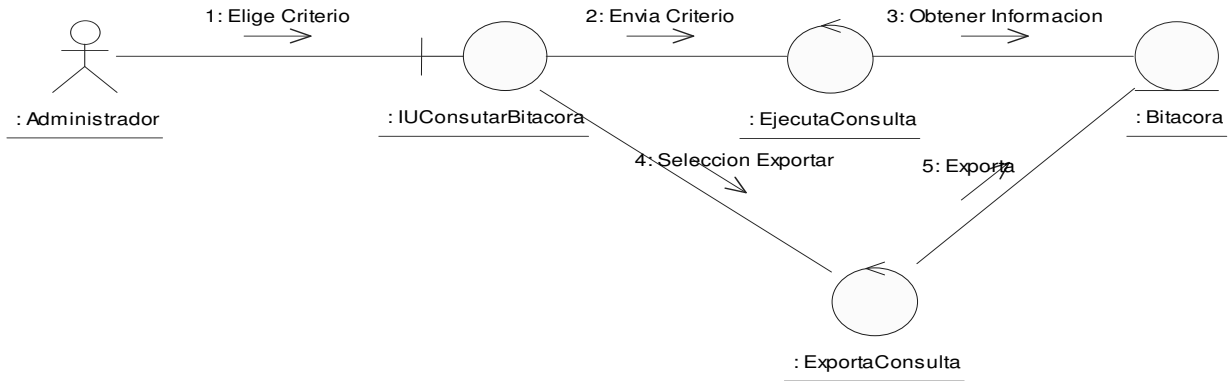 1: Elige Criterio
2: Envia Criterio
3: Obtener Informacion
: Administrador
: IUConsutarBitacora
: EjecutaConsulta
: Bitacora
4: Seleccion Exportar
5: Exporta
: ExportaConsulta